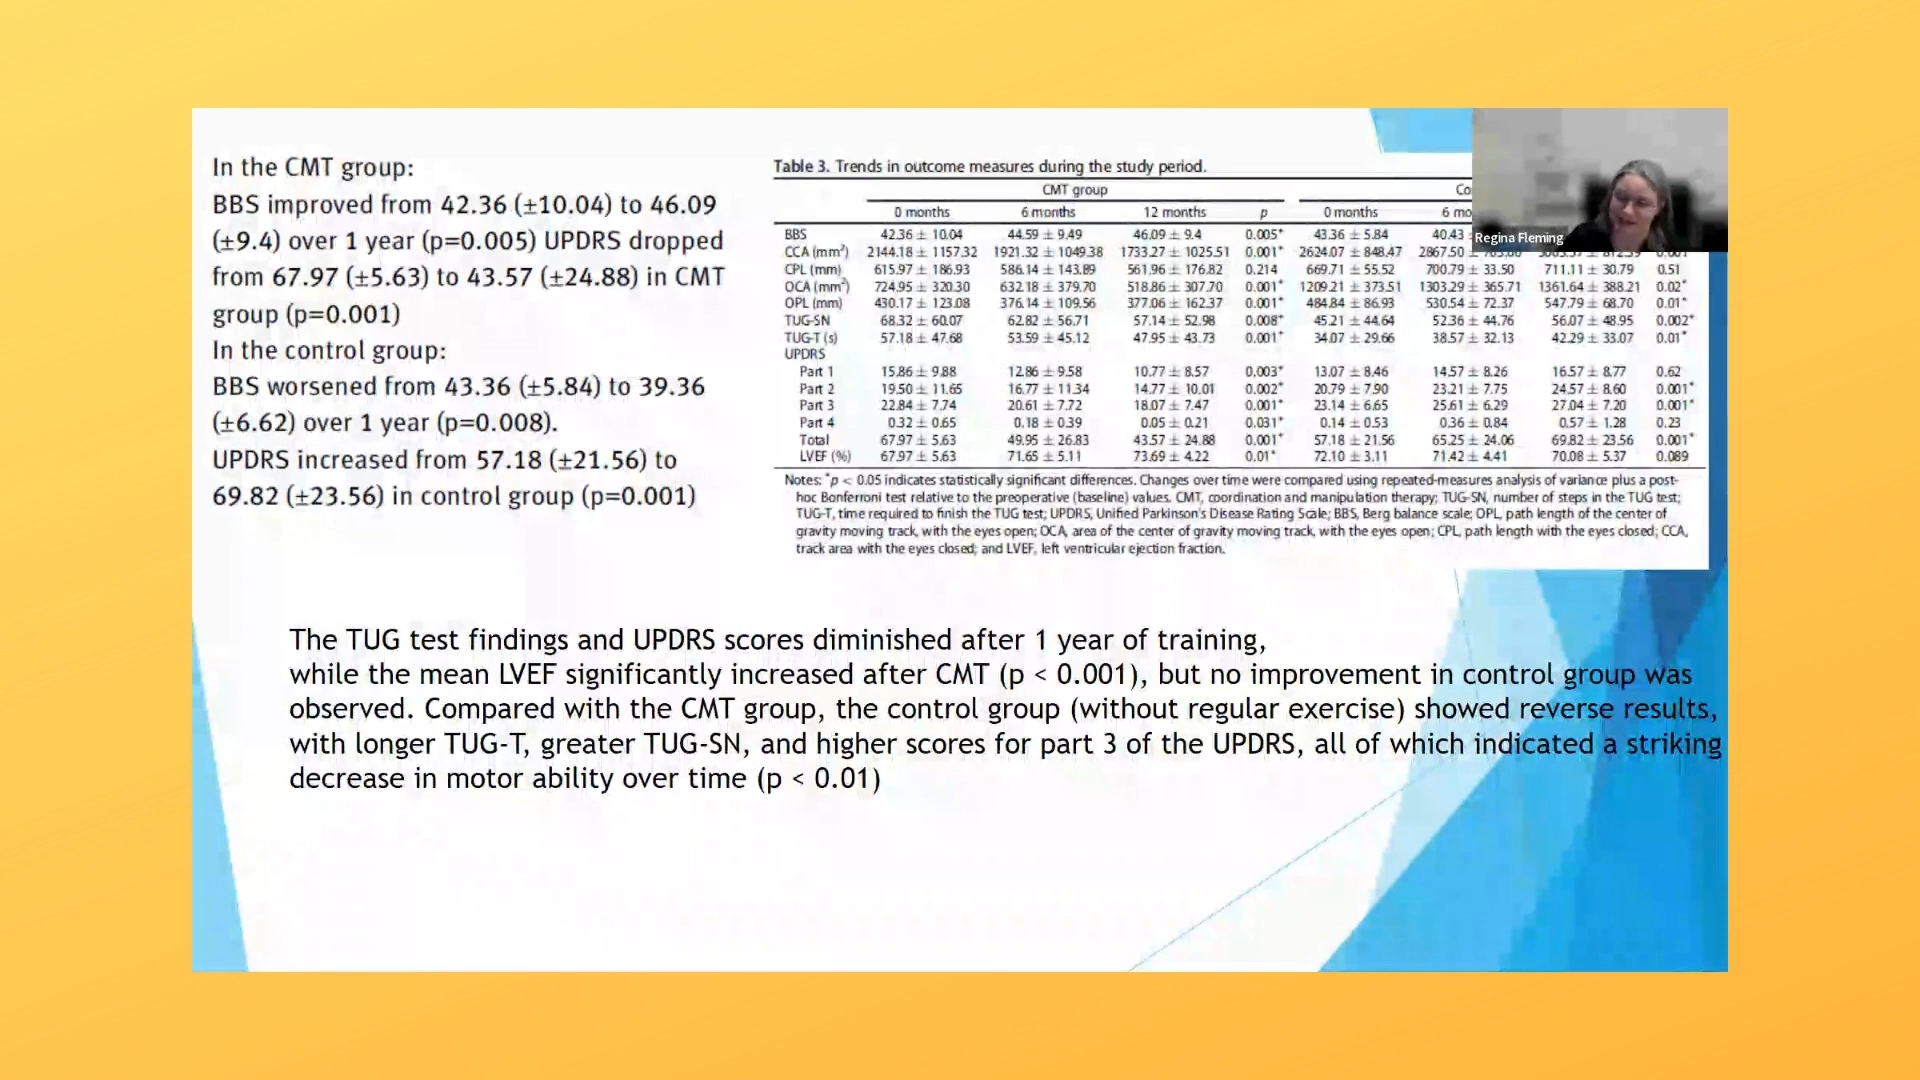 In the CMT group:
BBS improved from 42.36 (±10.04) to 46.09
(±9.4) over 1 year (p=0.005) UPDRS dropped
from 67.97 (±5.63) to 43.57 (±24.88) in CMT
group (p=0.001)
In the control group:
BBS worsened from 43.36 (±5.84) to 39.36
(±6.62) over 1 year (p=0.008).
UPDRS increased from 57.18 (±21.56) to
69.82 (±23.56) in control group (p=0.001)
Table 3. Trends in outcome measures during the study period.
CMT group Co
0 months 6 months 12 months p 0 months 6 mo
BBS 42.36 ± 10.04 44.59 ± 9.49 46.09 ± 9.4 0.005* 43.36 ± 5.84 40.43
CCA (mm²) 2144.18 ± 1157.32 1921.32 ± 1049.38 1733.27 ± 1025.51 0.001* 2624.07 ± 848.47 2867.50
CPL (mm) 615.97 ± 186.93 586.14 ± 143.89 561.96 ± 176.82 0.214 669.71 ± 55.52 700.79 ± 33.50 711.11 ± 30.79 0.51
OCA (mm²) 724.95 ± 320.30 632.18 ± 379.70 518.86 ± 307.70 0.001* 1209.21 ± 373.51 1303.29 ± 365.71 1361.64 ± 388.21 0.02*
OPL (mm) 430.17 ± 123.08 376.14 ± 109.56 377.06 ± 162.37 0.001* 484.84 ± 86.93 530.54 ± 72.37 547.79 ± 68.70 0.01*
TUG-SN 68.32 ± 60.07 62.82 ± 56.71 57.14 ± 52.98 0.008* 45.21 ± 44.64 52.36 ± 44.76 56.07 ± 48.95 0.002*
TUG-T (s) 57.18 ± 47.68 53.59 ± 45.12 47.95 ± 43.73 0.001* 34.07 ± 29.66 38.57 ± 32.13 42.29 ± 33.07 0.01*
UPDRS
Part 1 15.86 ± 9.88 12.86 ± 9.58 10.77 ± 8.57 0.003* 13.07 ± 8.46 14.57 ± 8.26 16.57 ± 8.77 0.62
Part 2 19.50 ± 11.65 16.77 ± 11.34 14.77 ± 10.01 0.002* 20.79 ± 7.90 23.21 ± 7.75 24.57 ± 8.60 0.001*
Part 3 22.84 ± 7.74 20.61 ± 7.72 18.07 ± 7.47 0.001* 23.14 ± 6.65 25.61 ± 6.29 27.04 ± 7.20 0.001*
Part 4 0.32 ± 0.65 0.18 ± 0.39 0.05 ± 0.21 0.031* 0.14 ± 0.53 0.36 ± 0.84 0.57 ± 1.28 0.23
Total 67.97 ± 5.63 49.95 ± 26.83 43.57 ± 24.88 0.001* 57.18 ± 21.56 65.25 ± 24.06 69.82 ± 23.56 0.001*
LVEF (%) 67.97 ± 5.63 71.65 ± 5.11 73.69 ± 4.22 0.01* 72.10 ± 3.11 71.42 ± 4.41 70.08 ± 5.37 0.089
Notes: *p < 0.05 indicates statistically significant differences. Changes over time were compared using repeated-measures analysis of variance plus a post-
hoc Bonferroni test relative to the preoperative (baseline) values. CMT, coordination and manipulation therapy; TUG-SN, number of steps in the TUG test;
TUG-T, time required to finish the TUG test; UPDRS, Unified Parkinson's Disease Rating Scale; BBS, Berg balance scale; OPL, path length of the center of
gravity moving track, with the eyes open; OCA, area of the center of gravity moving track, with the eyes open; CPL, path length with the eyes closed; CCA,
track area with the eyes closed; and LVEF, left ventricular ejection fraction.
Regina Fleming
The TUG test findings and UPDRS scores diminished after 1 year of training,
while the mean LVEF significantly increased after CMT (p < 0.001), but no improvement in control group was
observed. Compared with the CMT group, the control group (without regular exercise) showed reverse results,
with longer TUG-T, greater TUG-SN, and higher scores for part 3 of the UPDRS, all of which indicated a striking
decrease in motor ability over time (p < 0.01)